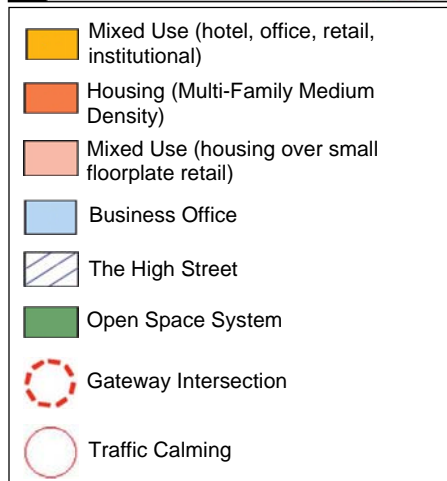 Mixed Use (hotel, office, retail,
institutional)
Housing (Multi-Family Medium
Density)
Mixed Use (housing over small
floorplate retail)
Business Office
The High Street
Open Space System
Gateway Intersection
Traffic Calming